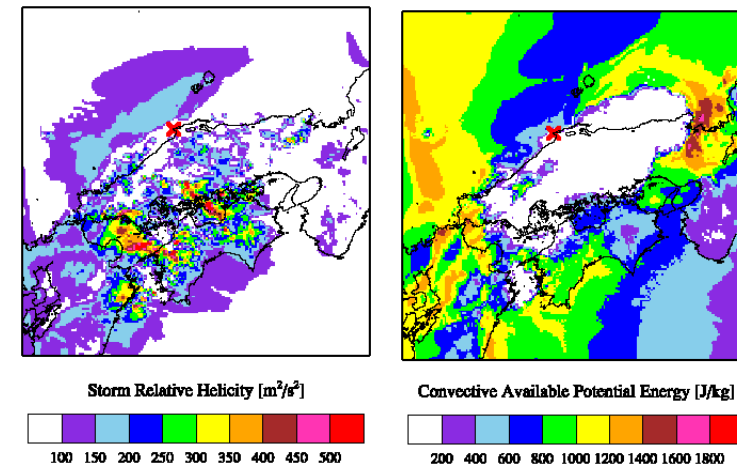 Storm Relative Helicity [m²/s²]
100 150 200 250 300 350 400 450 500
Convective Available Potential Energy [J/kg]
200 400 600 800 1000 1200 1400 1600 1800